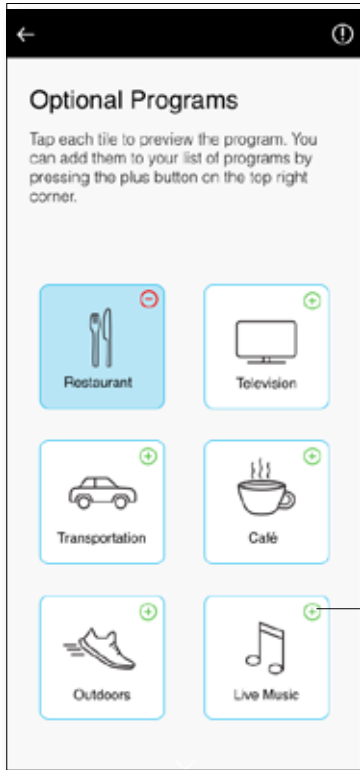 Optional Programs
Tap each tile to preview the program. You
can add them to your list of programs by
pressing the plus button on the top right
corner.
Restaurant
Television
Transportation
Café
Outdoors
Live Music